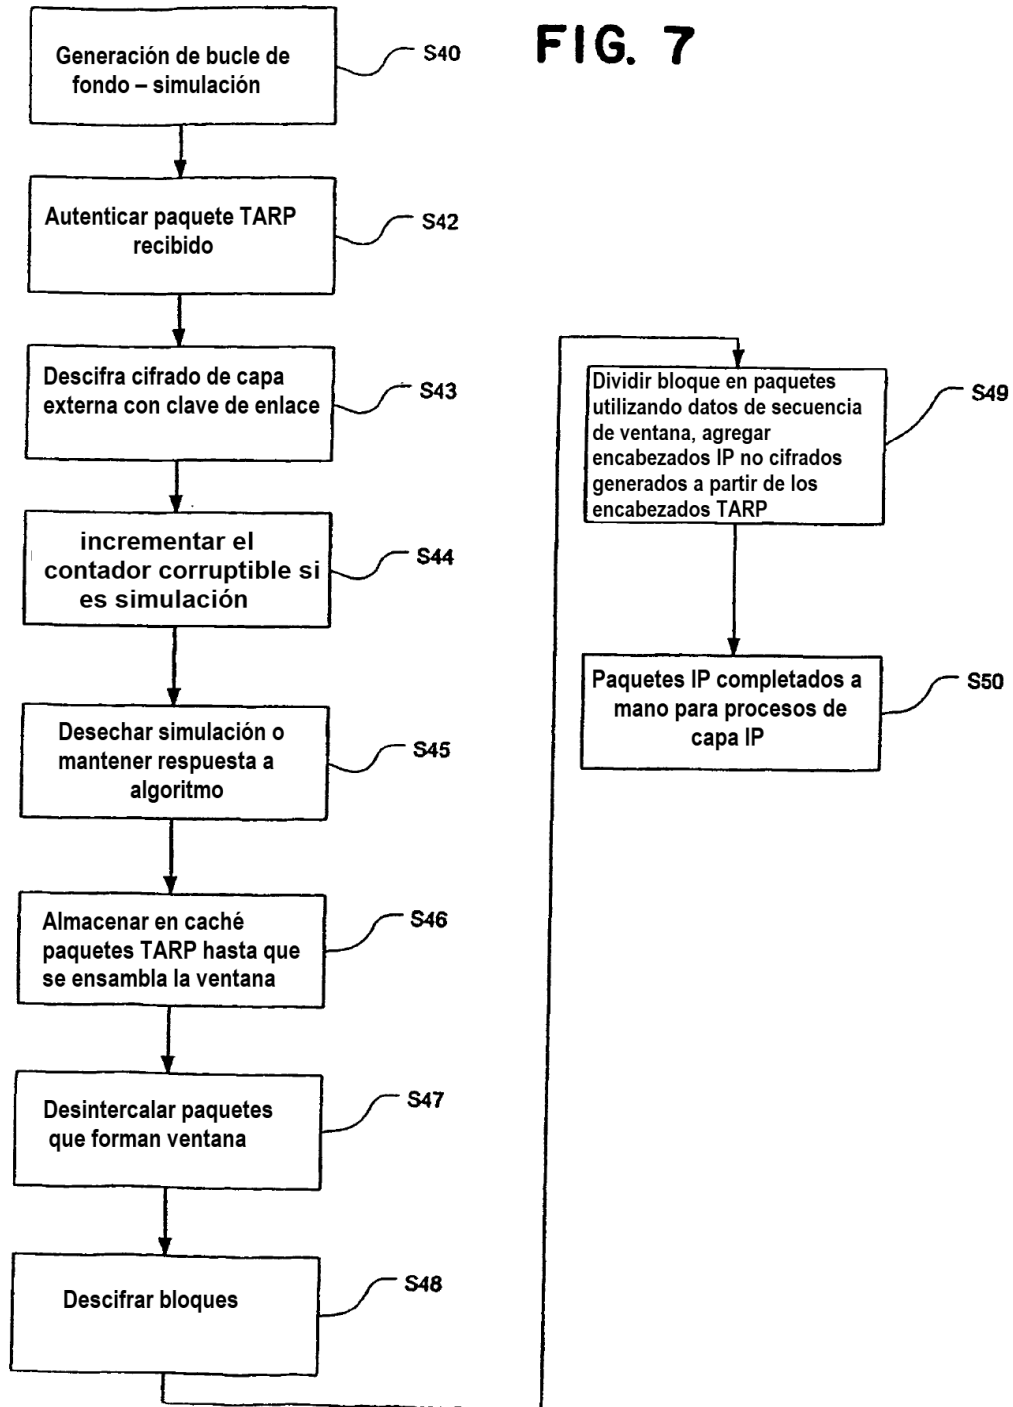 FIG. 7
Generación de bucle de
fondo – simulación
S40
Autenticar paquete TARP
recibido
S42
Descifra cifrado de capa
externa con clave de enlace
S43
incrementar el
contador corruptible si
es simulación
S44
Desechar simulación o
mantener respuesta a
algoritmo
S45
Almacenar en caché
paquetes TARP hasta que
se ensambla la ventana
S46
Desintercalar paquetes
que forman ventana
S47
Descifrar bloques
S48
Dividir bloque en paquetes
utilizando datos de secuencia
de ventana, agregar
encabezados IP no cifrados
generados a partir de los
encabezados TARP
S49
Paquetes IP completados a
mano para procesos de
capa IP
S50